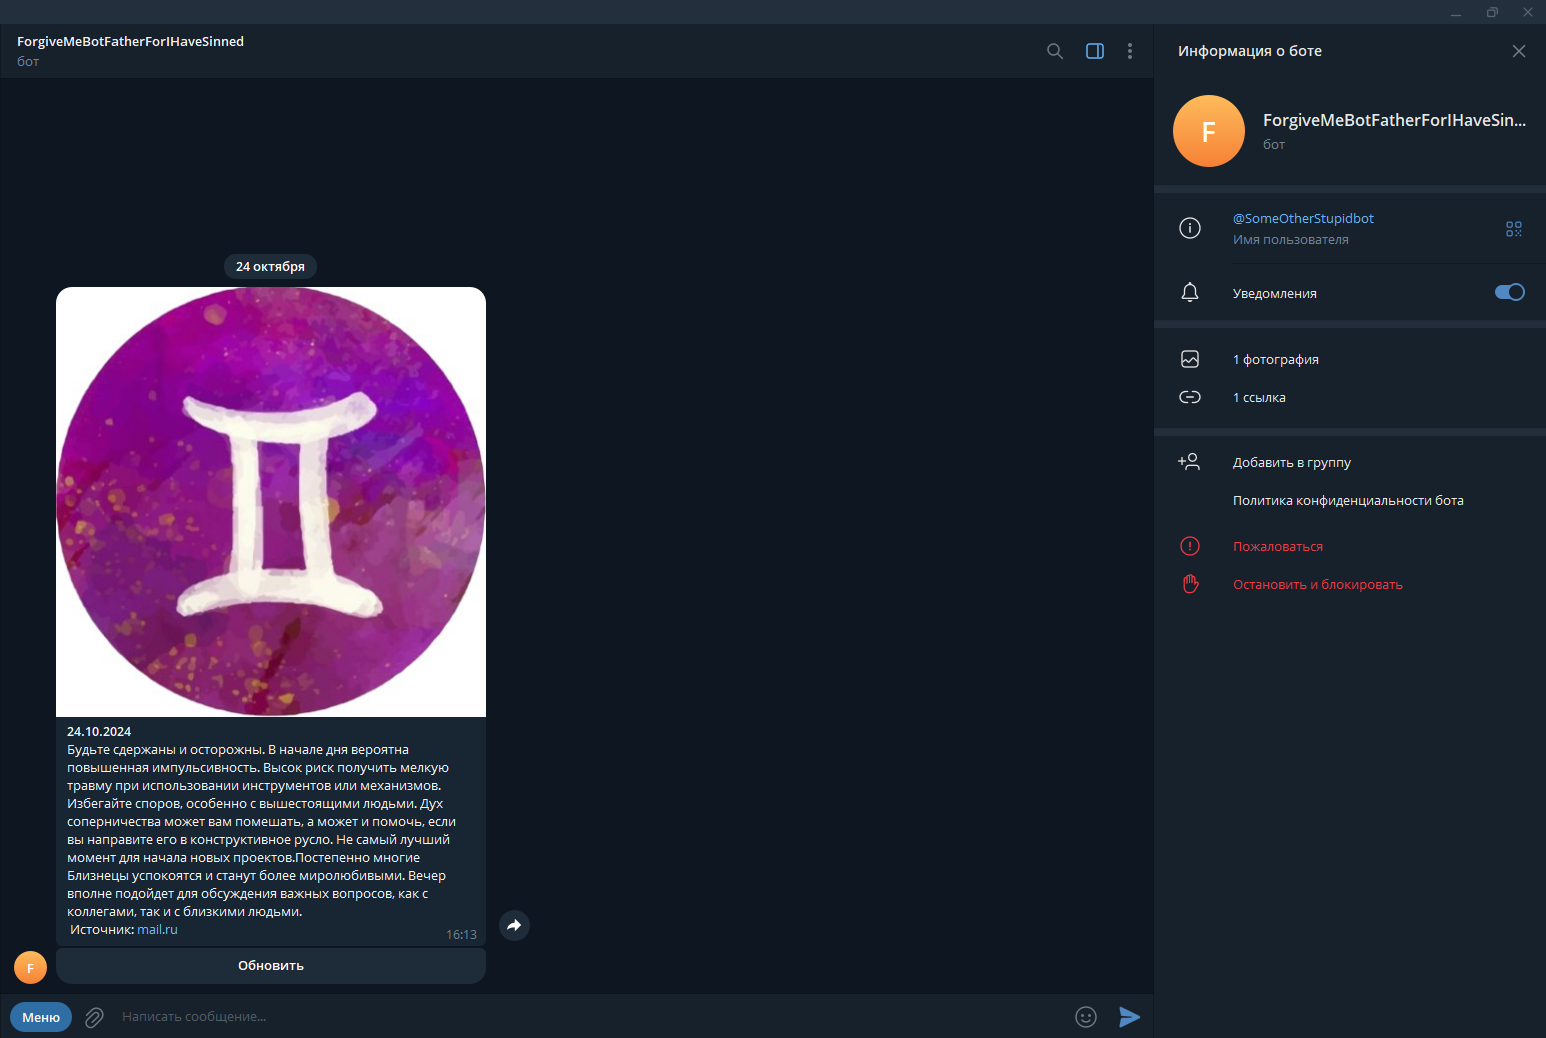 ForgiveMeBotFatherForIHaveSinned
бот
24 октября
24.10.2024
Будьте сдержаны и осторожны. В начале дня вероятна
повышенная импульсивность. Высок риск получить мелкую
травму при использовании инструментов или механизмов.
Избегайте споров, особенно с вышестоящими людьми. Дух
соперничества может вам помешать, а может и помочь, если
вы направите его в конструктивное русло. Не самый лучший
момент для начала новых проектов.Постепенно многие
Близнецы успокоятся и станут более миролюбивыми. Вечер
вполне подойдет для обсуждения важных вопросов, как с
коллегами, так и с близкими людьми.
Источник: mail.ru
16:13
F
Обновить
Меню
Написать сообщение...
Информация о боте
F
ForgiveMeBotFatherForIHaveSin...
бот
@SomeOtherStupidbot
Имя пользователя
Уведомления
1 фотография
1 ссылка
Добавить в группу
Политика конфиденциальности бота
Пожаловаться
Остановить и блокировать